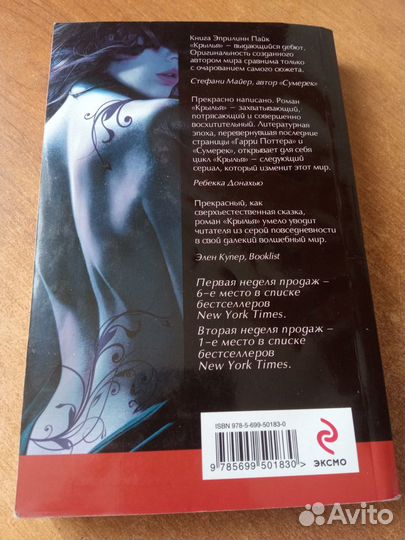 Книга Эприлинн Пайк
«Крылья» — выдающийся дебют.
Оригинальность созданного
автором мира сравнима только
с очарованием самого сюжета.
Стефани Майер, автор «Сумерек»
Прекрасно написано. Роман
«Крылья» — захватывающий,
потрясающий и совершенно
восхитительный. Литературная
эпоха, перевернувшая последние
страницы «Гарри Поттера» и
«Сумерек», открывает для себя
цикл «Крылья» — следующий
сериал, который изменит этот мир.
Ребекка Донахью
Прекрасный, как
сверхъестественная сказка,
роман «Крылья» умело уводит
читателя из серой повседневности
в свой далекий волшебный мир.
Элен Купер, Booklist
Первая неделя продаж –
6-е место в списке
бестселлеров
New York Times.
Вторая неделя продаж –
1-е место в списке
бестселлеров
New York Times.
ISBN 978-5-699-50183-0
9 785699 501830 >
ЭКСМО
Avito